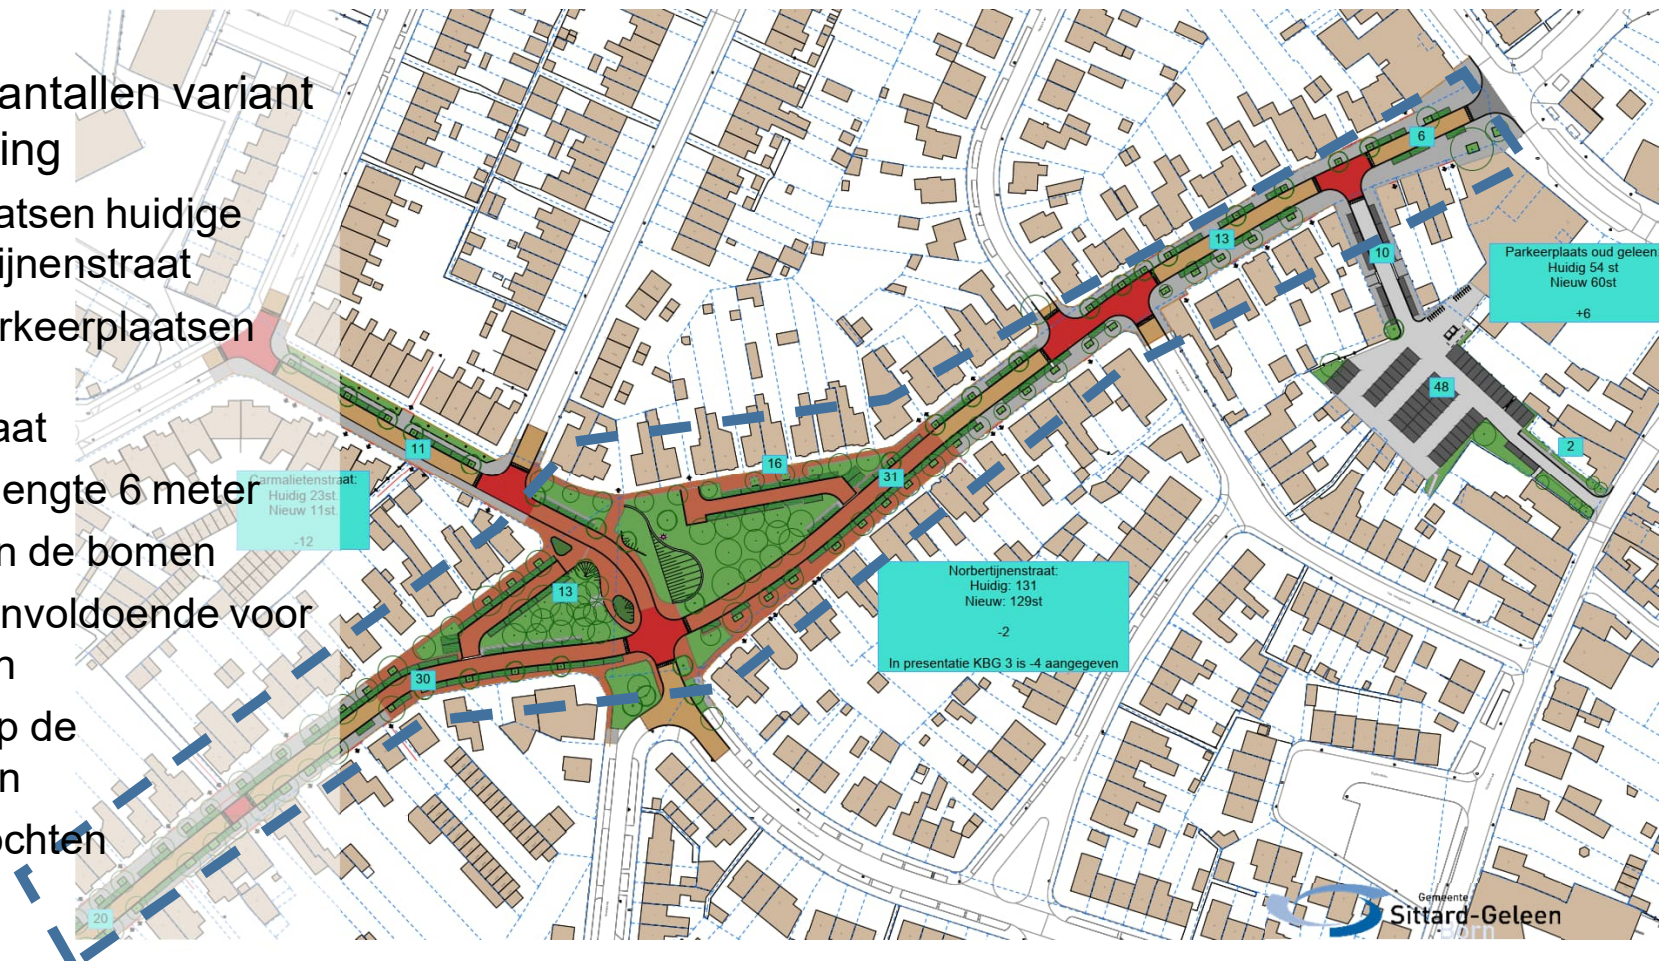 antallen variant
ing
atsen huidige
ijnenstraat
rkeerplaatsen
aat
engte 6 meter
n de bomen
nvoldoende voor
n
p de
n
ochten
11
Carmalietenstraat:
Huidig 23st.
Nieuw 11st.
-12
16
31
13
30
20
6
13
10
Parkeerplaats oud geleen:
Huidig 54 st
Nieuw 60st
+6
48
2
Norbertijnenstraat:
Huidig: 131
Nieuw: 129st
-2
In presentatie KBG 3 is -4 aangegeven
Gemeente
Sittard-Geleen
Born